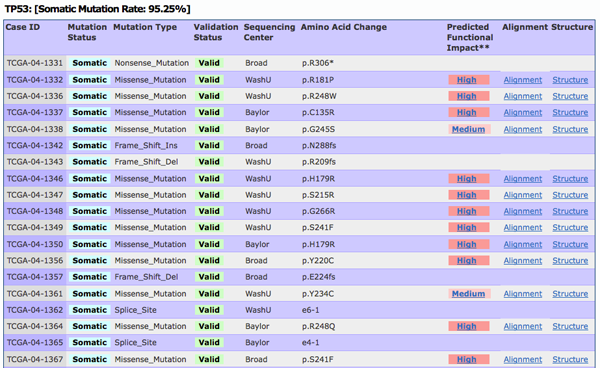 TP53: [Somatic Mutation Rate: 95.25%]
Case ID Mutation Status Mutation Type Validation Status Sequencing Center Amino Acid Change Predicted Functional Impact** Alignment Structure
TCGA-04-1331 Somatic Nonsense_Mutation Valid Broad p.R306*
TCGA-04-1332 Somatic Missense_Mutation Valid WashU p.R181P High Alignment Structure
TCGA-04-1336 Somatic Missense_Mutation Valid WashU p.R248W High Alignment Structure
TCGA-04-1337 Somatic Missense_Mutation Valid Baylor p.C135R High Alignment Structure
TCGA-04-1338 Somatic Missense_Mutation Valid Baylor p.G245S Medium Alignment Structure
TCGA-04-1342 Somatic Frame_Shift_Ins Valid Broad p.N288fs
TCGA-04-1343 Somatic Frame_Shift_Del Valid WashU p.R209fs
TCGA-04-1346 Somatic Missense_Mutation Valid WashU p.H179R High Alignment Structure
TCGA-04-1347 Somatic Missense_Mutation Valid WashU p.S215R High Alignment Structure
TCGA-04-1348 Somatic Missense_Mutation Valid WashU p.G266R High Alignment Structure
TCGA-04-1349 Somatic Missense_Mutation Valid WashU p.S241F High Alignment Structure
TCGA-04-1350 Somatic Missense_Mutation Valid Baylor p.H179R High Alignment Structure
TCGA-04-1356 Somatic Missense_Mutation Valid Broad p.Y220C High Alignment Structure
TCGA-04-1357 Somatic Frame_Shift_Del Valid Broad p.E224fs
TCGA-04-1361 Somatic Missense_Mutation Valid WashU p.Y234C Medium Alignment Structure
TCGA-04-1362 Somatic Splice_Site Valid WashU e6-1
TCGA-04-1364 Somatic Missense_Mutation Valid Baylor p.R248Q High Alignment Structure
TCGA-04-1365 Somatic Splice_Site Valid Baylor e4-1
TCGA-04-1367 Somatic Missense_Mutation Valid Broad p.S241F High Alignment Structure